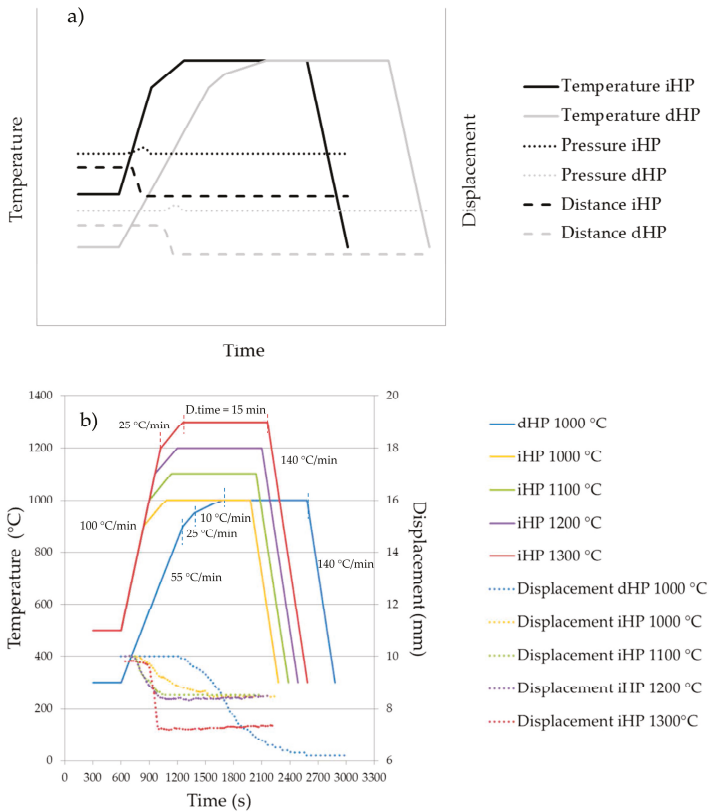 a)
Temperature
Displacement
Time
Temperature iHP
Temperature dHP
Pressure iHP
Pressure dHP
Distance iHP
Distance dHP
b)
1400
1200
1000
800
600
400
200
0
Temperature (°C)
20
18
16
14
12
10
8
6
Displacement (mm)
D.time = 15 min
25 °C/min
140 °C/min
100 °C/min
10 °C/min
25 °C/min
55 °C/min
140 °C/min
0 300 600 900 1200 1500 1800 2100 2400 2700 3000 3300
Time (s)
dHP 1000 °C
iHP 1000 °C
iHP 1100 °C
iHP 1200 °C
iHP 1300 °C
Displacement dHP 1000 °C
Displacement iHP 1000 °C
Displacement iHP 1100 °C
Displacement iHP 1200 °C
Displacement iHP 1300°C